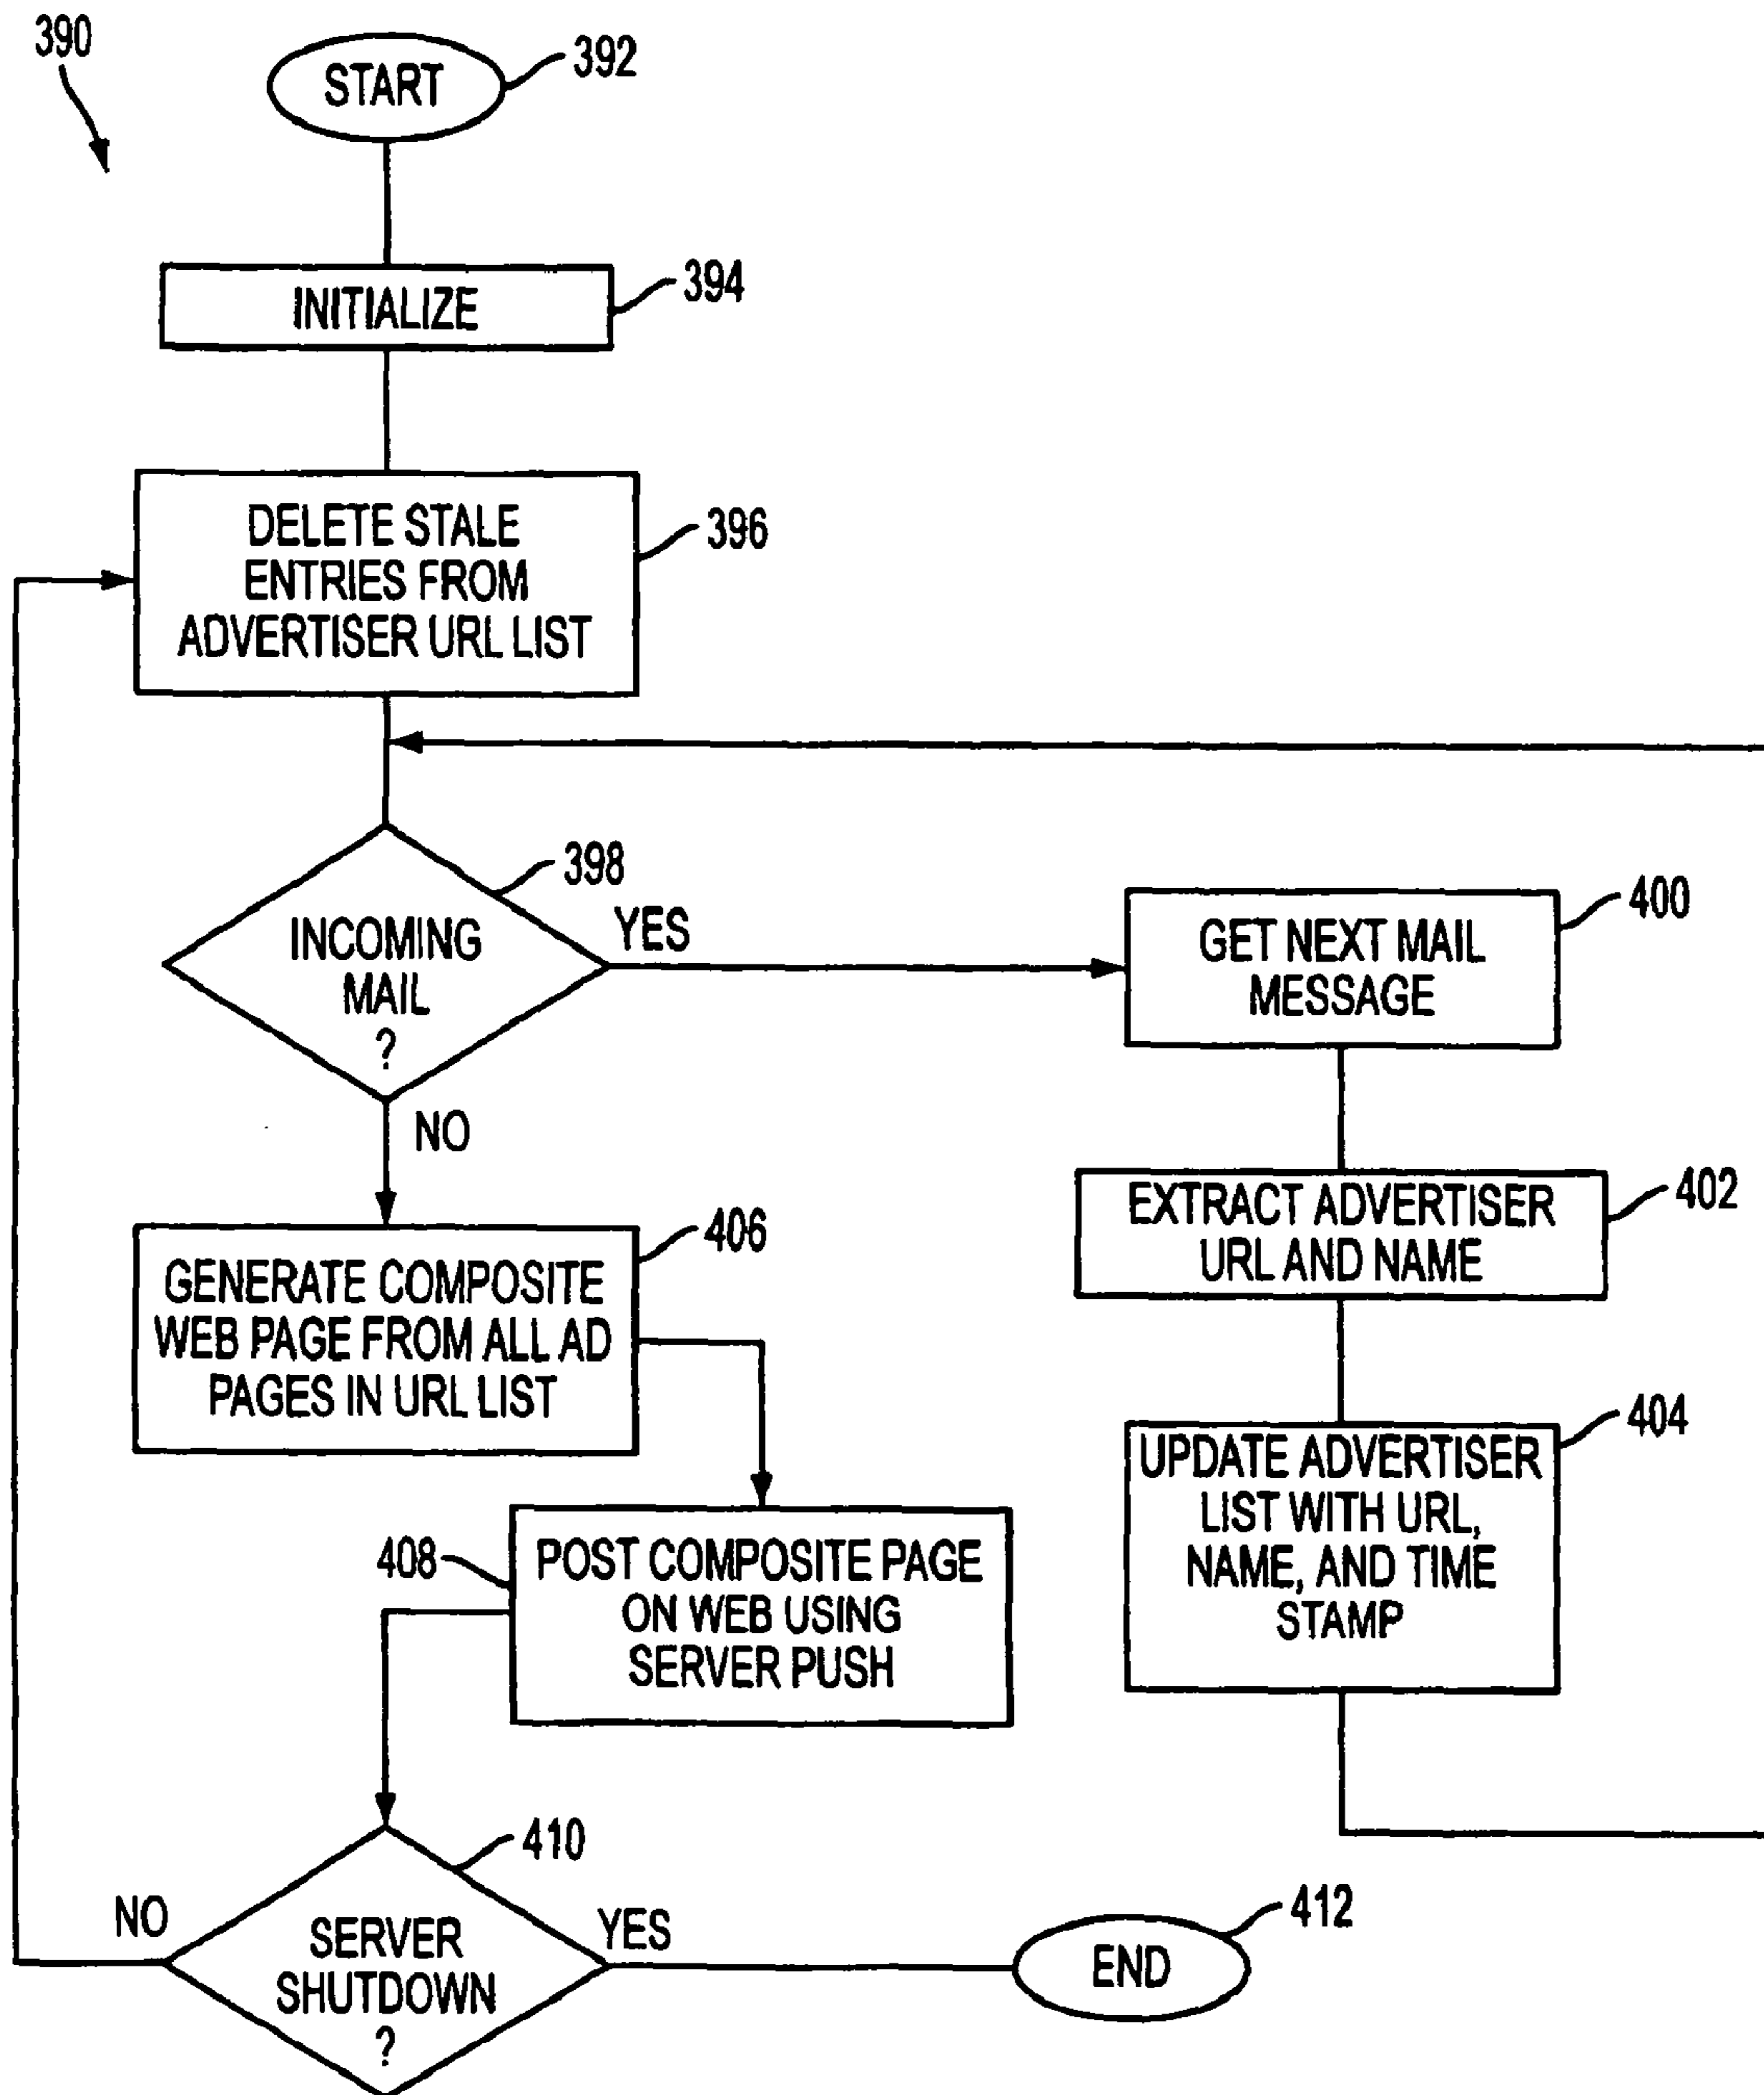 390
START
392
INITIALIZE
394
DELETE STALE
ENTRIES FROM
ADVERTISER URL LIST
396
INCOMING
MAIL
?
398
YES
NO
GET NEXT MAIL
MESSAGE
400
EXTRACT ADVERTISER
URL AND NAME
402
UPDATE ADVERTISER
LIST WITH URL,
NAME, AND TIME
STAMP
404
GENERATE COMPOSITE
WEB PAGE FROM ALL AD
PAGES IN URL LIST
406
POST COMPOSITE PAGE
ON WEB USING
SERVER PUSH
408
SERVER
SHUTDOWN
?
410
NO
YES
END
412